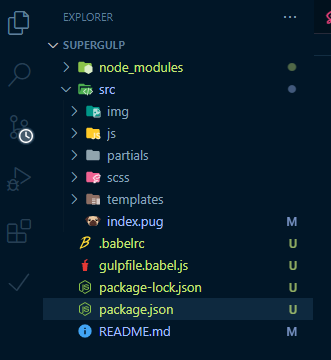 EXPLORER
SUPERGULP
node_modules
src
img
js
partials
scss
templates
index.pug M
.babelrc U
gulpfile.babel.js U
package-lock.json U
package.json U
README.md M